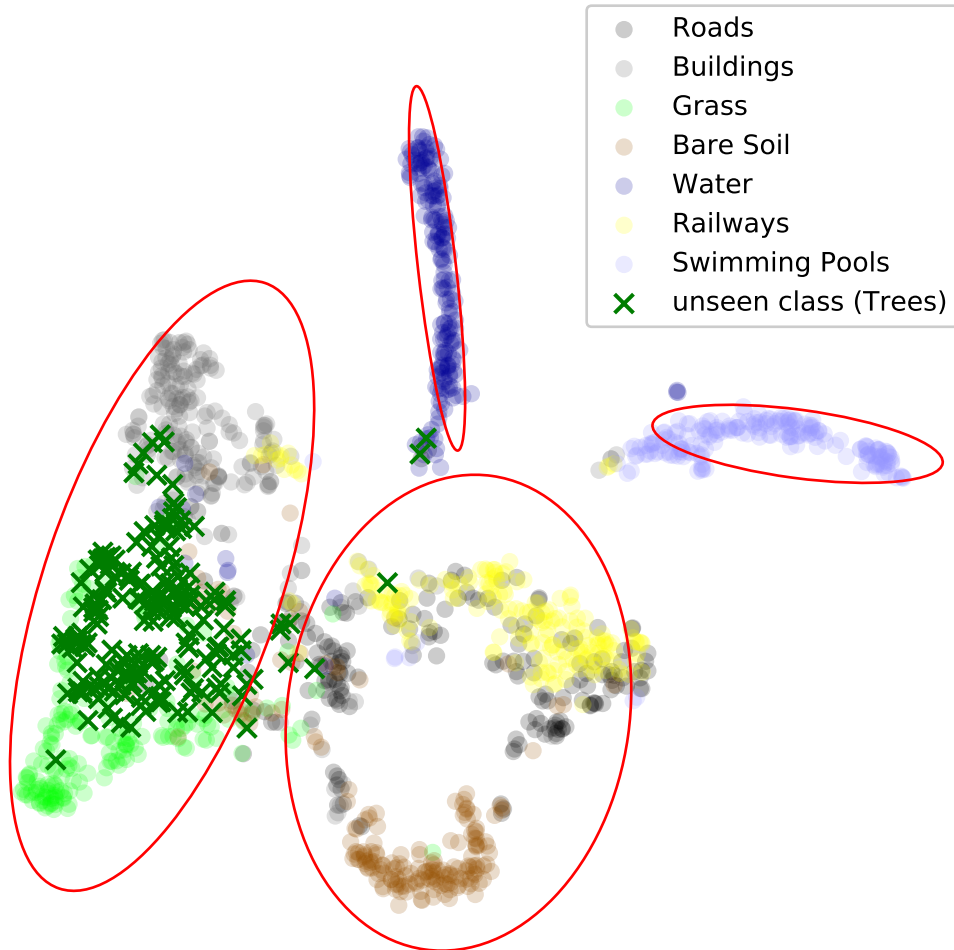 Roads
Buildings
Grass
Bare Soil
Water
Railways
Swimming Pools
unseen class (Trees)